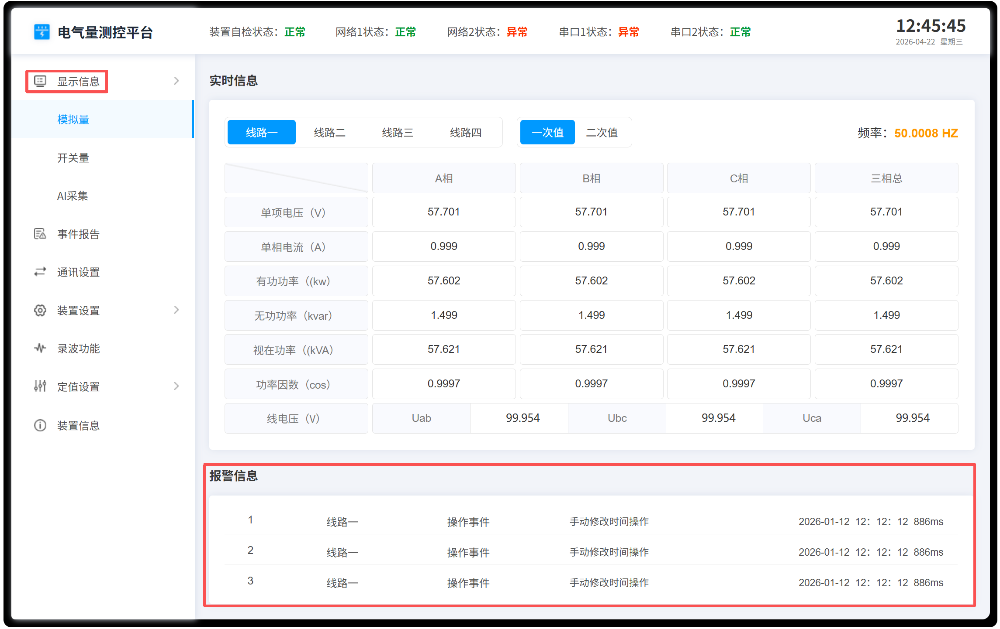 电气量测控平台
装置自检状态：正常 网络1状态：正常 网络2状态：异常 串口1状态：异常 串口2状态：正常
12:45:45
2026-04-22 星期三
显示信息
模拟量
开关量
AI采集
事件报告
通讯设置
装置设置
录波功能
定值设置
装置信息
实时信息
线路一 线路二 线路三 线路四 一次值 二次值 频率：50.0008 HZ
A相 B相 C相 三相总
单项电压（V） 57.701 57.701 57.701 57.701
单相电流（A） 0.999 0.999 0.999 0.999
有功功率（(kw） 57.602 57.602 57.602 57.602
无功功率（kvar） 1.499 1.499 1.499 1.499
视在功率（(kVA） 57.621 57.621 57.621 57.621
功率因数（cos） 0.9997 0.9997 0.9997 0.9997
线电压（V） Uab 99.954 Ubc 99.954 Uca 99.954
报警信息
1 线路一 操作事件 手动修改时间操作 2026-01-12 12：12：12 886ms
2 线路一 操作事件 手动修改时间操作 2026-01-12 12：12：12 886ms
3 线路一 操作事件 手动修改时间操作 2026-01-12 12：12：12 886ms